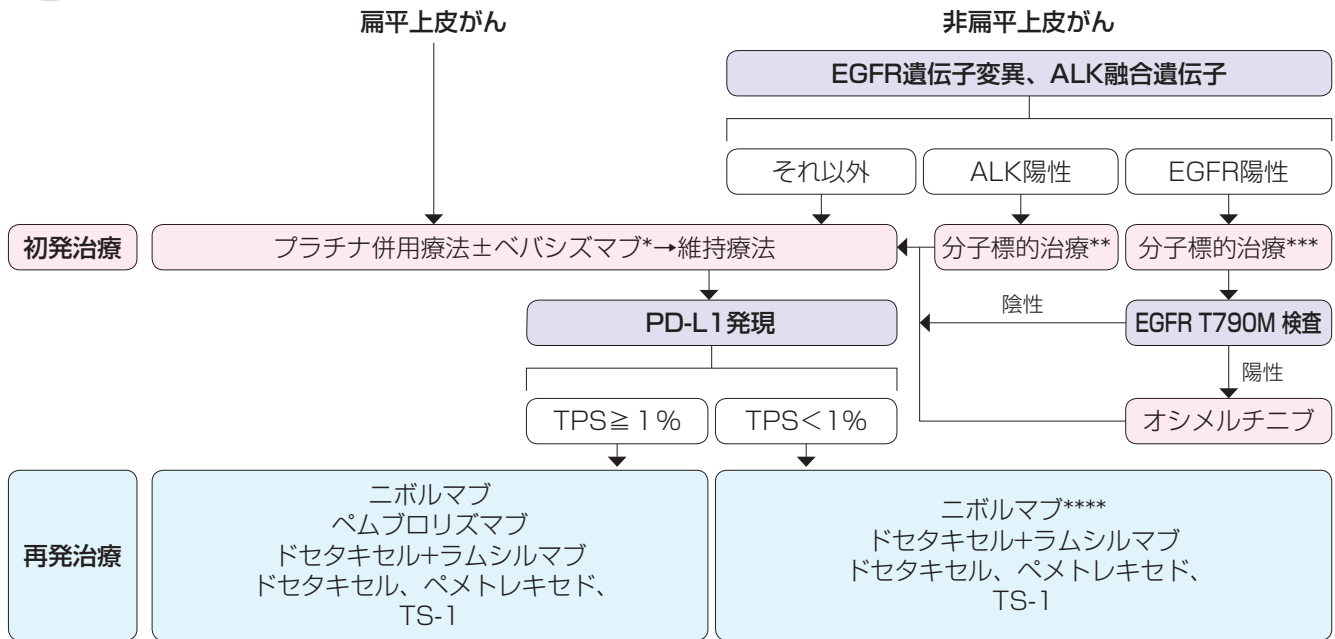 扁平上皮がん
非扁平上皮がん
EGFR遺伝子変異、ALK融合遺伝子
それ以外
ALK陽性
EGFR陽性
初発治療
プラチナ併用療法±ベバシズマブ*→維持療法
分子標的治療**
分子標的治療***
PD-L1発現
陰性
EGFR T790M 検査
陽性
TPS≧1%
TPS<1%
オシメルチニブ
再発治療
ニボルマブ
ペムブロリズマブ
ドセタキセル+ラムシルマブ
ドセタキセル、ペメトレキセド、
TS-1
ニボルマブ****
ドセタキセル+ラムシルマブ
ドセタキセル、ペメトレキセド、
TS-1